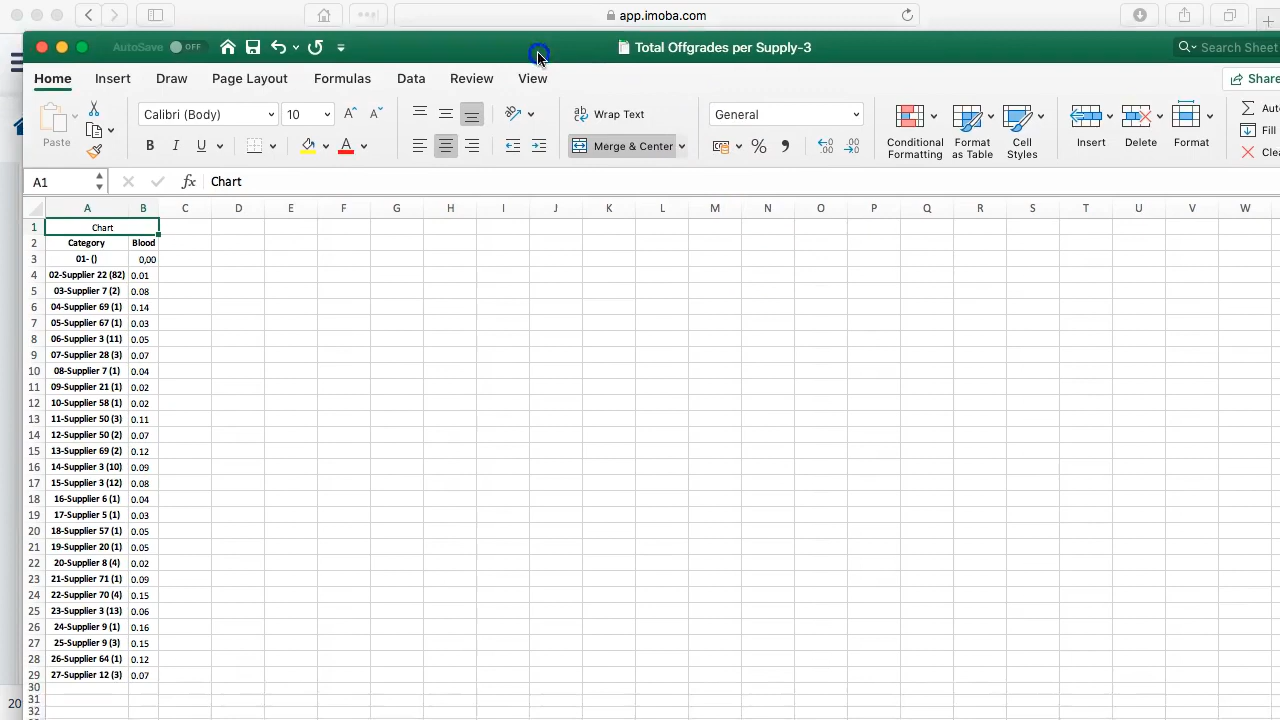 app.imoba.com
AutoSave OFF Total Offgrades per Supply-3 Search Sheet
Home Insert Draw Page Layout Formulas Data Review View Share
Paste Calibri (Body) 10 Wrap Text General
B I U A Merge & Center % Conditional Formatting Format as Table Cell Styles Insert Delete Format Auto
Fill
Clea
A1 fx Chart
A B C D E F G H I J K L M N O P Q R S T U V W
1 Chart
2 Category Blood
3 01- () 0,00
4 02-Supplier 22 (82) 0.01
5 03-Supplier 7 (2) 0.08
6 04-Supplier 69 (1) 0.14
7 05-Supplier 67 (1) 0.03
8 06-Supplier 3 (11) 0.05
9 07-Supplier 28 (3) 0.07
10 08-Supplier 7 (1) 0.04
11 09-Supplier 21 (1) 0.02
12 10-Supplier 58 (1) 0.02
13 11-Supplier 50 (3) 0.11
14 12-Supplier 50 (2) 0.07
15 13-Supplier 69 (2) 0.12
16 14-Supplier 3 (10) 0.09
17 15-Supplier 3 (12) 0.08
18 16-Supplier 6 (1) 0.04
19 17-Supplier 5 (1) 0.03
20 18-Supplier 57 (1) 0.05
21 19-Supplier 20 (1) 0.05
22 20-Supplier 8 (4) 0.02
23 21-Supplier 71 (1) 0.09
24 22-Supplier 70 (4) 0.15
25 23-Supplier 3 (13) 0.06
26 24-Supplier 9 (1) 0.16
27 25-Supplier 9 (3) 0.15
28 26-Supplier 64 (1) 0.12
29 27-Supplier 12 (3) 0.07
30
31
32
20